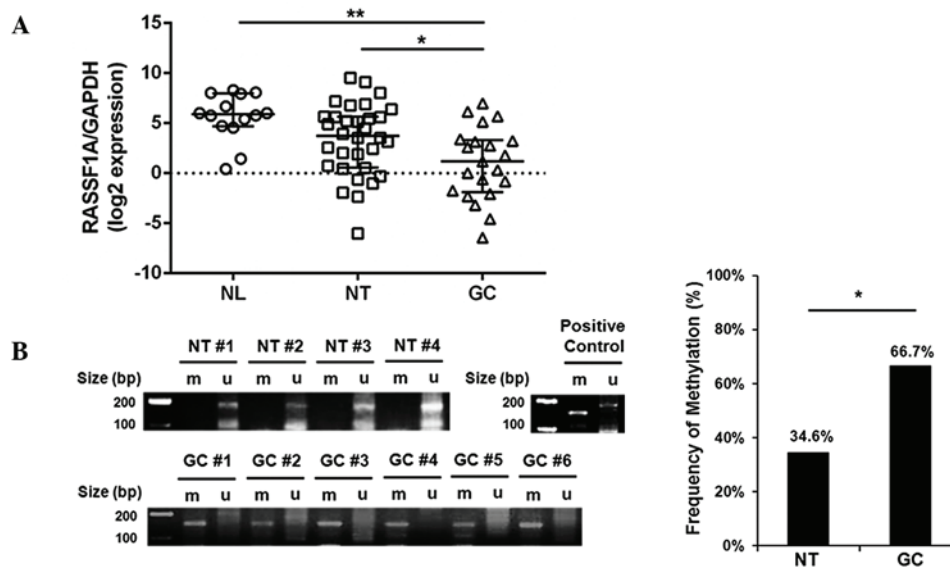 A
RASSF1A/GAPDH
(log2 expression)
15
10
5
0
-5
-10
**
*
NL NT GC
B
NT #1 NT #2 NT #3 NT #4
Size (bp) m u m u m u m u
200
100
Positive
Control
Size (bp) m u
200
100
GC #1 GC #2 GC #3 GC #4 GC #5 GC #6
Size (bp) m u m u m u m u m u m u
200
100
Frequency of Methylation (%)
100%
80%
60%
40%
20%
0%
*
34.6%
66.7%
NT GC